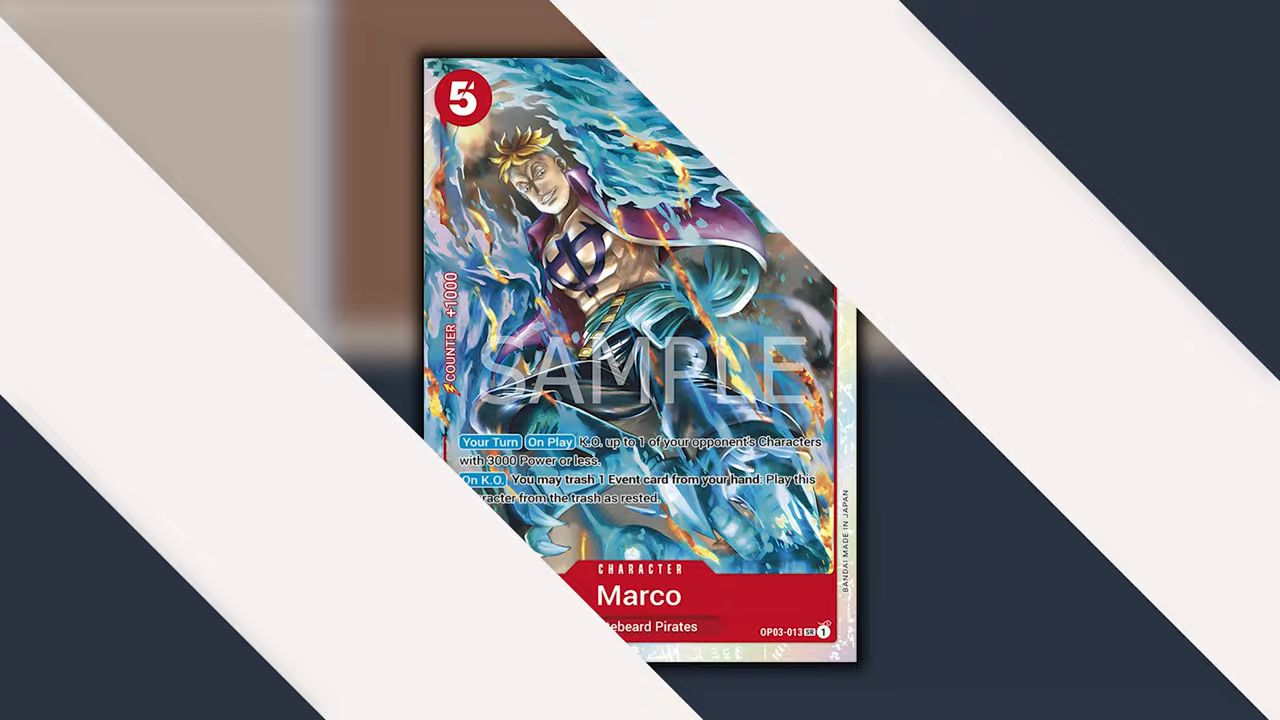 5
COUNTER +1000
SAMPLE
Your Turn On Play K.O. up to 1 of your opponent's Characters
with 3000 Power or less.
On K.O. You may trash 1 Event card from your hand: Play this
racter from the trash as rested.
CHARACTER
Marco
ebeard Pirates
OP03-013 SR 1
BANDAI MADE IN JAPAN